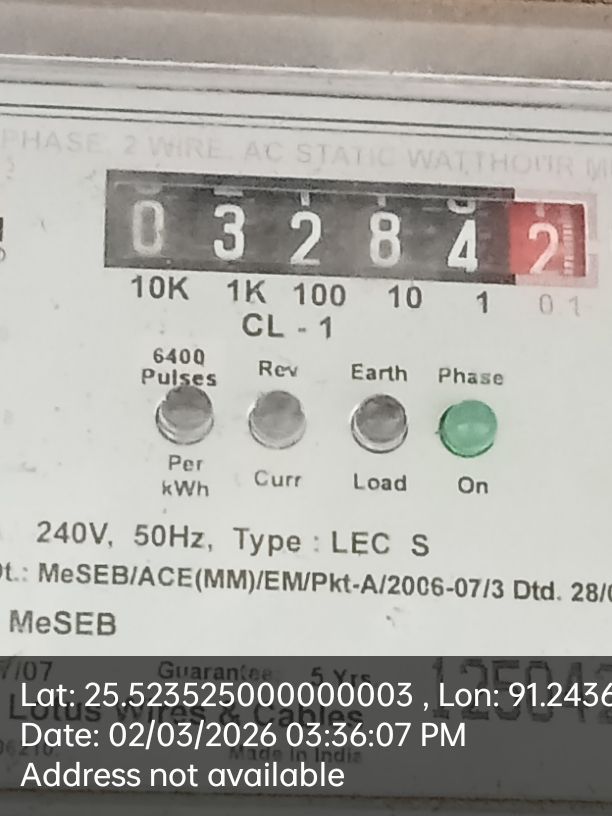 PHASE, 2 WIRE, AC STATIC WATTHOUR
0 3 2 8 4 2
10K 1K 100 10 1 0.1
CL - 1
6400 Pulses Per kWh
Rev Curr
Earth Load
Phase On
240V, 50Hz, Type : LEC S
MeSEB/ACE(MM)/EM/Pkt-A/2006-07/3 Dtd.
MeSEB
Guarantee 5 Yrs
Lotus Wires & Cables
Made in India
Lat: 25.523525000000003 , Lon: 91.2436
Date: 02/03/2026 03:36:07 PM
Address not available